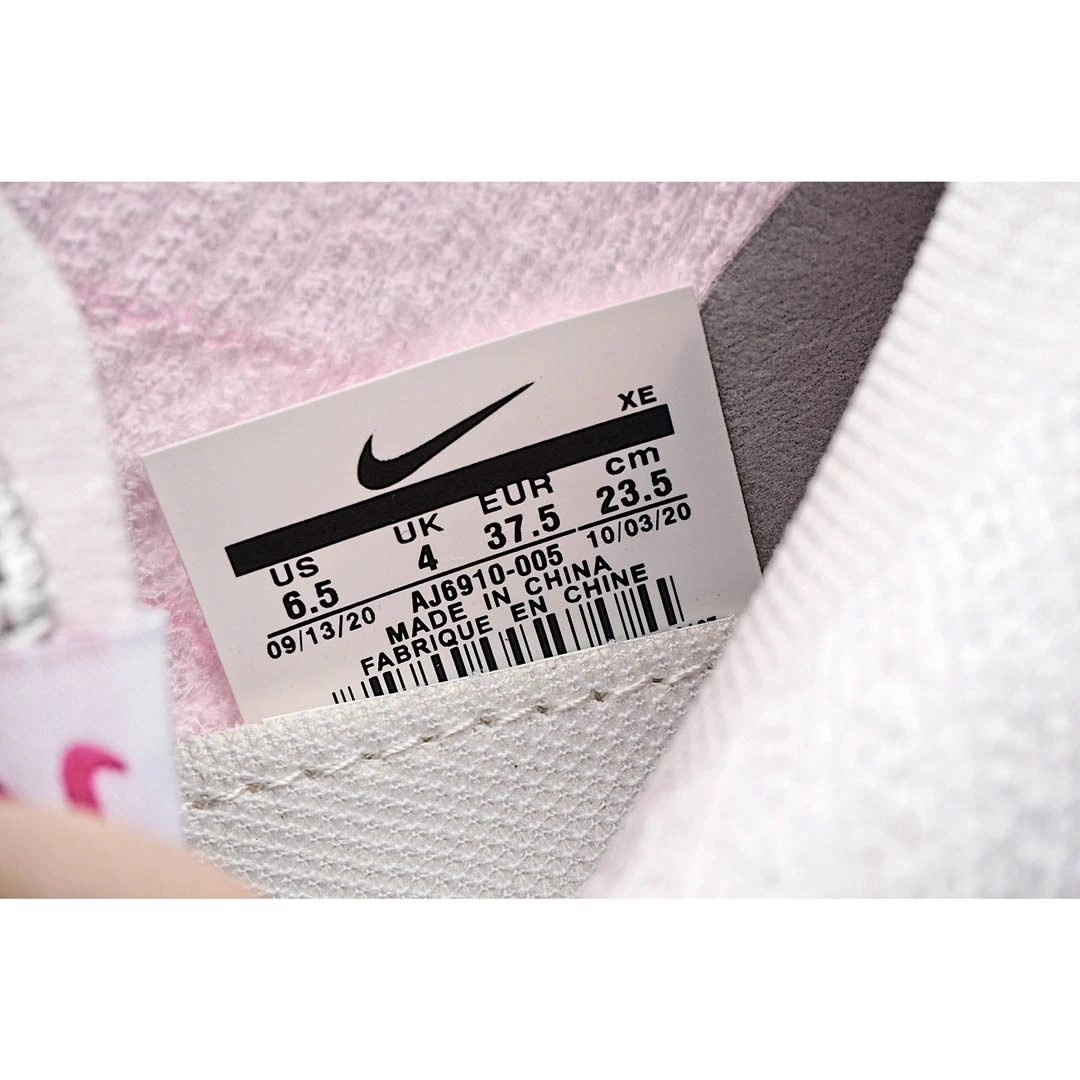 XE
US UK EUR cm
6.5 4 37.5 23.5
09/13/20 AJ6910-005 10/03/20
MADE IN CHINA
FABRIQUE EN CHINE